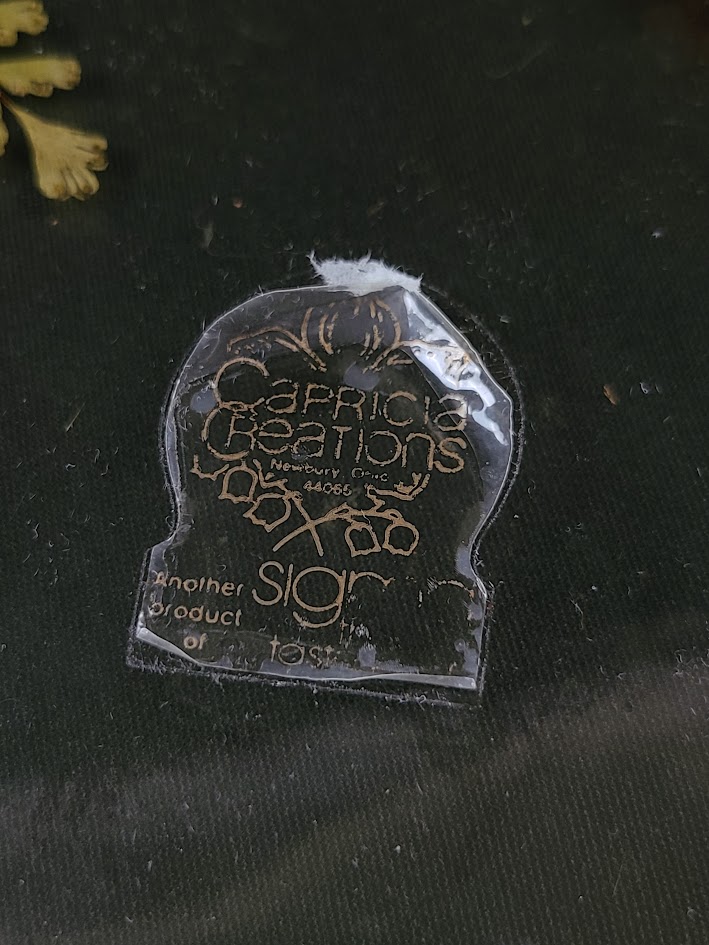 Capricia
Creations
Newbury, Ohio
44065
Another
product
of